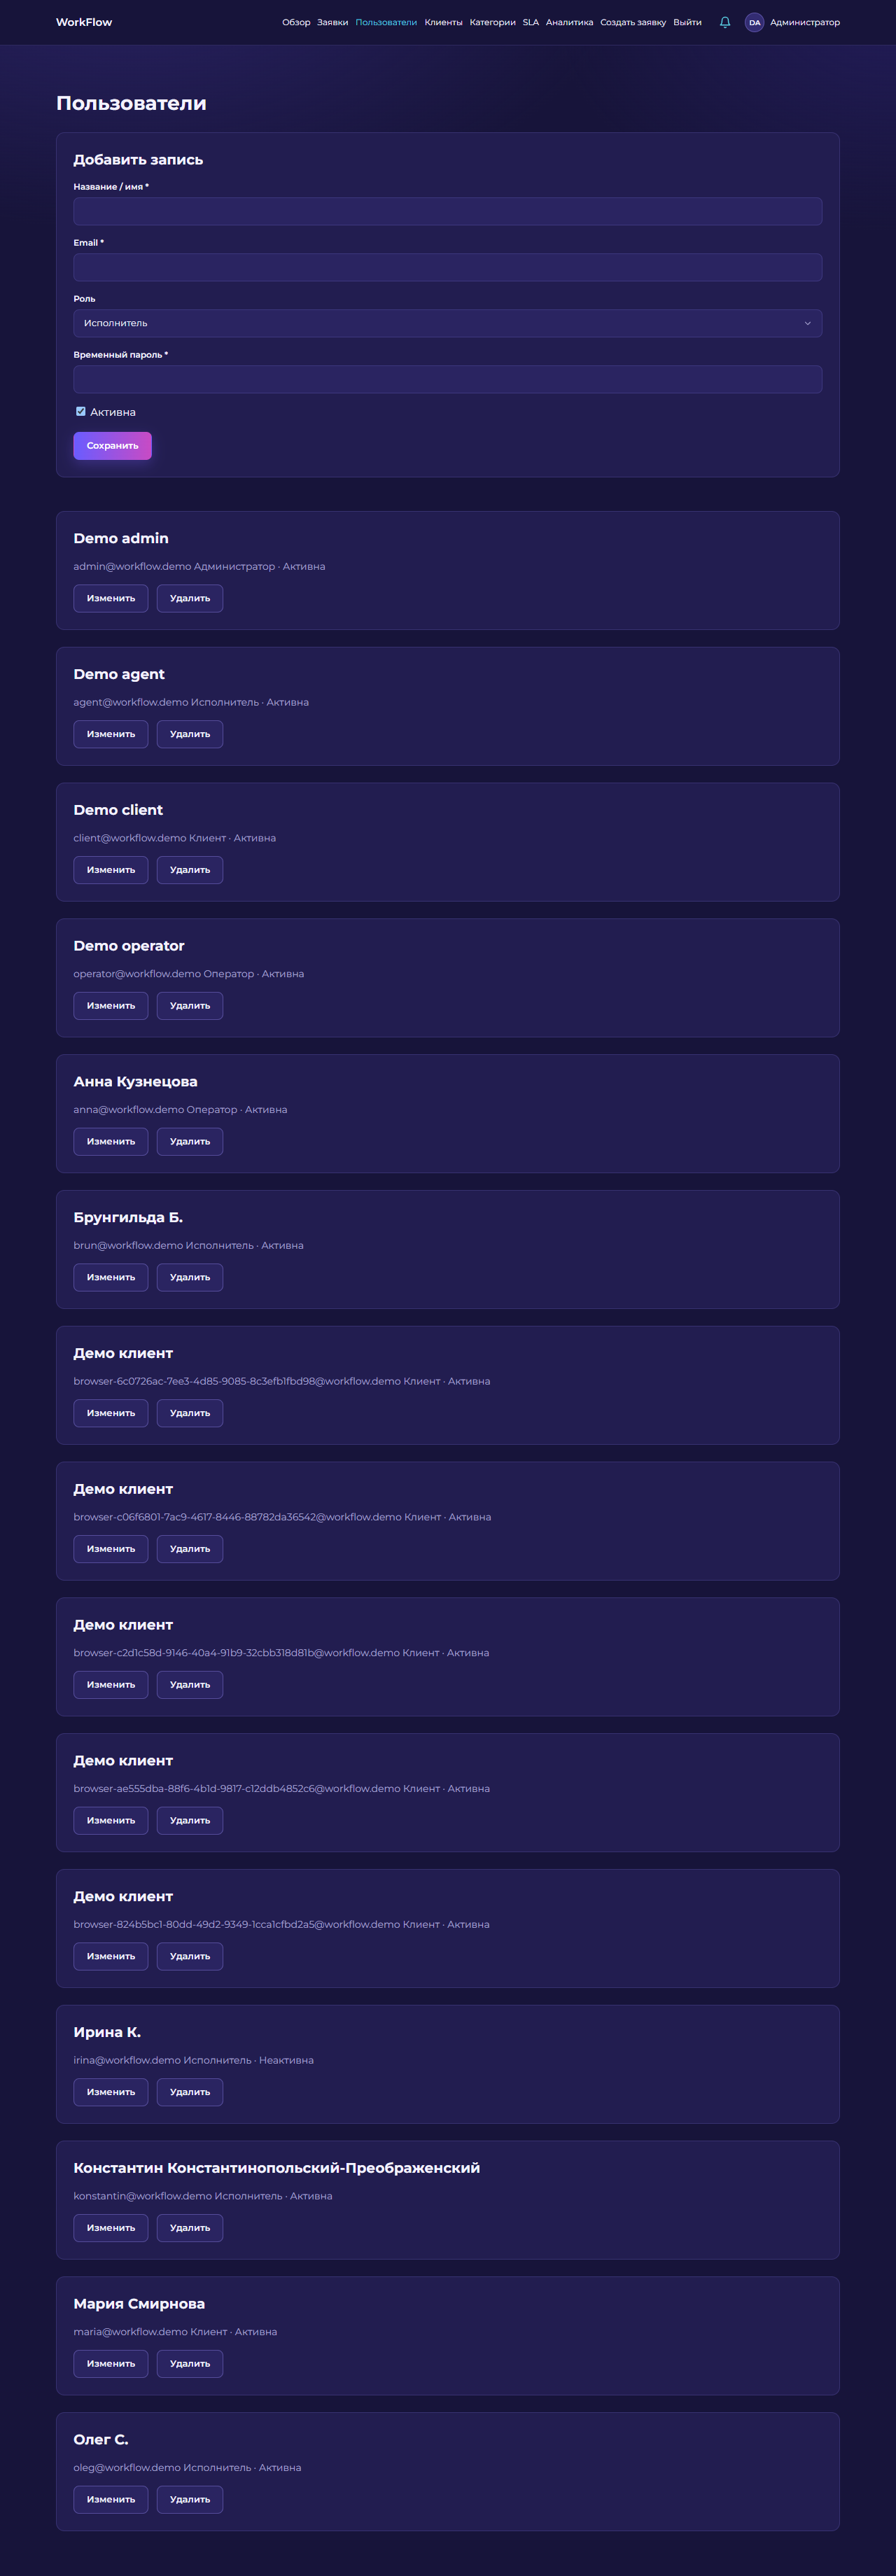 WorkFlow
Обзор Заявки Пользователи Клиенты Категории SLA Аналитика Создать заявку Выйти DA Администратор
Пользователи
Добавить запись
Название / имя *
Email *
Роль
Исполнитель
Временный пароль *
Активна
Сохранить
Demo admin
admin@workflow.demo Администратор · Активна
Изменить Удалить
Demo agent
agent@workflow.demo Исполнитель · Активна
Изменить Удалить
Demo client
client@workflow.demo Клиент · Активна
Изменить Удалить
Demo operator
operator@workflow.demo Оператор · Активна
Изменить Удалить
Анна Кузнецова
anna@workflow.demo Оператор · Активна
Изменить Удалить
Брунгильда Б.
brun@workflow.demo Исполнитель · Активна
Изменить Удалить
Демо клиент
browser-6c0726ac-7ee3-4d85-9085-8c3efb1fbd98@workflow.demo Клиент · Активна
Изменить Удалить
Демо клиент
browser-c06f6801-7ac9-4617-8446-88782da36542@workflow.demo Клиент · Активна
Изменить Удалить
Демо клиент
browser-c2d1c58d-9146-40a4-91b9-32cbb318d81b@workflow.demo Клиент · Активна
Изменить Удалить
Демо клиент
browser-ae555dba-88f6-4b1d-9817-c12ddb4852c6@workflow.demo Клиент · Активна
Изменить Удалить
Демо клиент
browser-824b5bc1-80dd-49d2-9349-1cca1cfbd2a5@workflow.demo Клиент · Активна
Изменить Удалить
Ирина К.
irina@workflow.demo Исполнитель · Неактивна
Изменить Удалить
Константин Константинопольский-Преображенский
konstantin@workflow.demo Исполнитель · Активна
Изменить Удалить
Мария Смирнова
maria@workflow.demo Клиент · Активна
Изменить Удалить
Олег С.
oleg@workflow.demo Исполнитель · Активна
Изменить Удалить